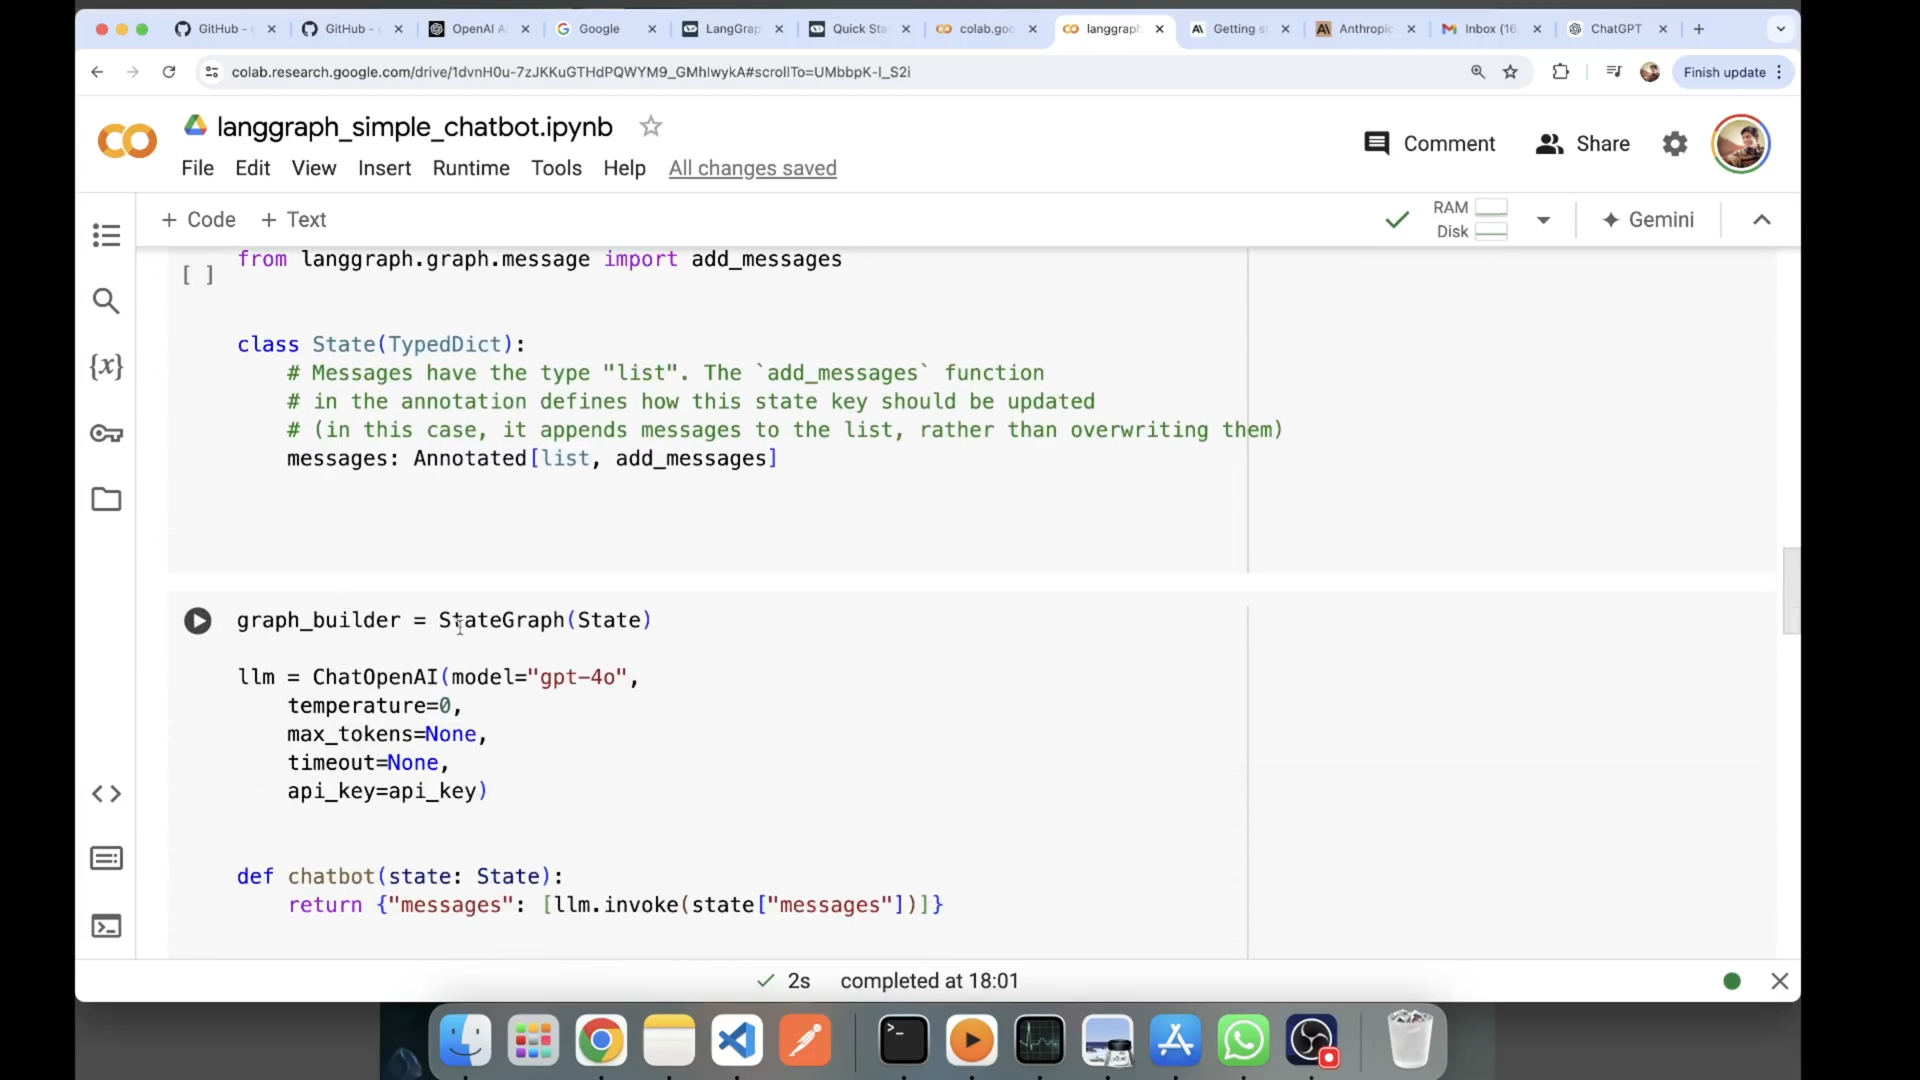 GitHub -
GitHub -
OpenAI A
Google
LangGrap
Quick Sta
colab.goo
langgraph
Getting s
Anthropic
Inbox (16
ChatGPT
colab.research.google.com/drive/1dvnH0u-7zJKKuGTHdPQWYM9_GMhIwykA#scrollTo=UMbbpK-l_S2i
Finish update
langgraph_simple_chatbot.ipynb
Comment
Share
File Edit View Insert Runtime Tools Help All changes saved
+ Code + Text
RAM
Disk
Gemini
[ ]
from langgraph.graph.message import add_messages
class State(TypedDict):
# Messages have the type "list". The `add_messages` function
# in the annotation defines how this state key should be updated
# (in this case, it appends messages to the list, rather than overwriting them)
messages: Annotated[list, add_messages]
graph_builder = StateGraph(State)
llm = ChatOpenAI(model="gpt-4o",
temperature=0,
max_tokens=None,
timeout=None,
api_key=api_key)
def chatbot(state: State):
return {"messages": [llm.invoke(state["messages"])]}
2s completed at 18:01